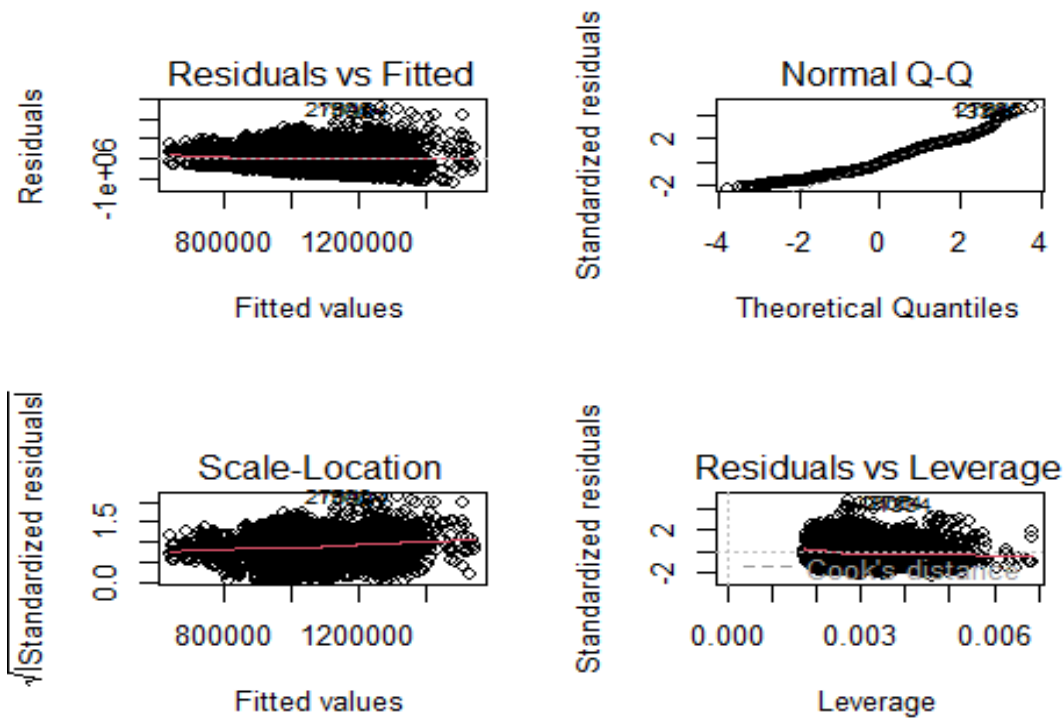 Residuals vs Fitted
Residuals
-1e+06
800000 1200000
Fitted values
Normal Q-Q
Standardized residuals
-2 2
-4 -2 0 2 4
Theoretical Quantiles
Scale-Location
√|Standardized residuals|
0.0 1.5
800000 1200000
Fitted values
Residuals vs Leverage
Standardized residuals
-2 2
Cook's distance
0.000 0.003 0.006
Leverage